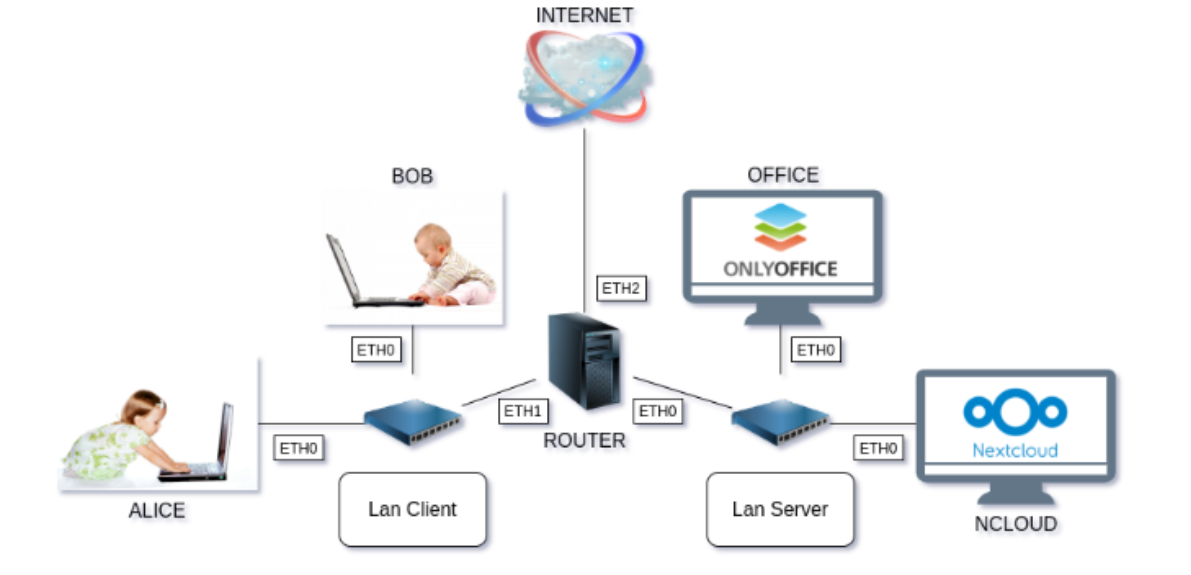 INTERNET
BOB
OFFICE
ONLYOFFICE
ETH2
ETH0
ETH0
ETH1
ETH0
ROUTER
ETH0
ETH0
Nextcloud
ALICE
Lan Client
Lan Server
NCLOUD